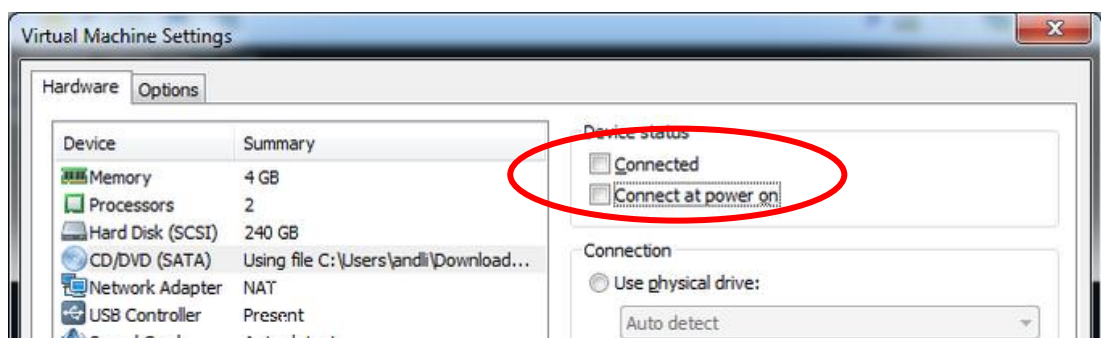 Virtual Machine Settings
Hardware
Options
Device Summary
Memory 4 GB
Processors 2
Hard Disk (SCSI) 240 GB
CD/DVD (SATA) Using file C:\Users\andli\Download...
Network Adapter NAT
USB Controller Present
Device status
Connected
Connect at power on
Connection
Use physical drive:
Auto detect